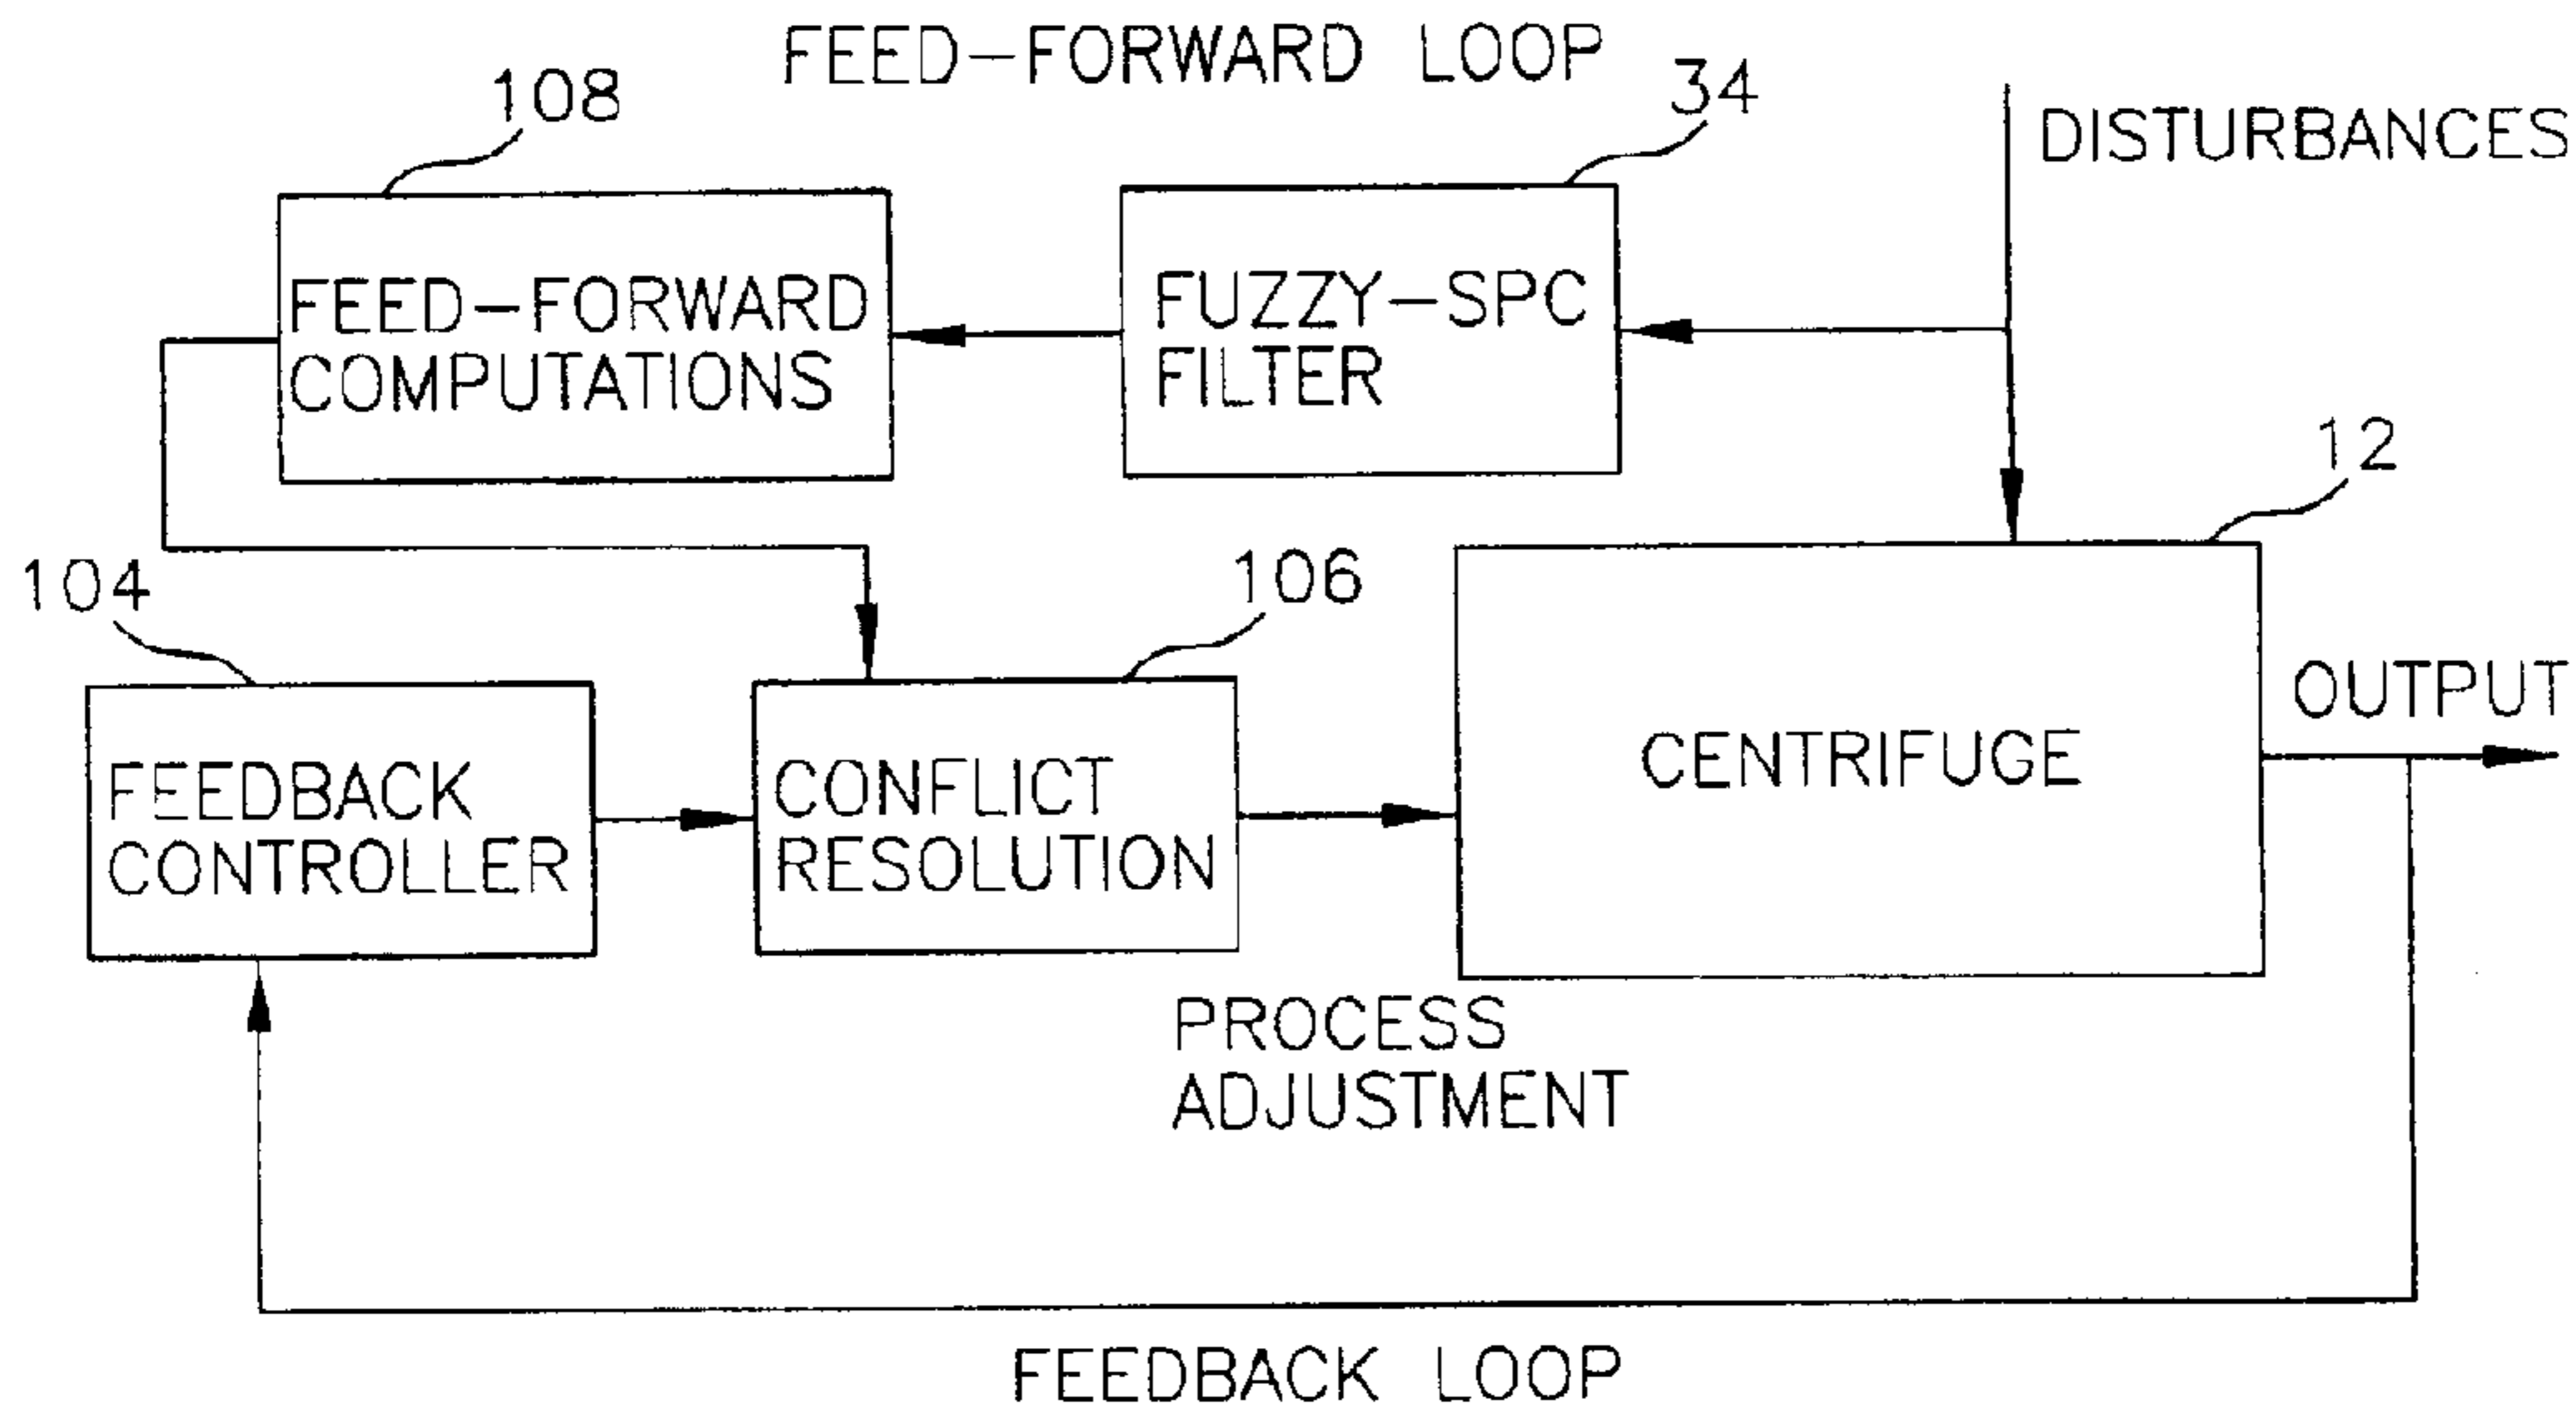 FEED-FORWARD LOOP
108
34
DISTURBANCES
FEED-FORWARD
COMPUTATIONS
FUZZY-SPC
FILTER
12
104
106
FEEDBACK
CONTROLLER
CONFLICT
RESOLUTION
CENTRIFUGE
OUTPUT
PROCESS
ADJUSTMENT
FEEDBACK LOOP